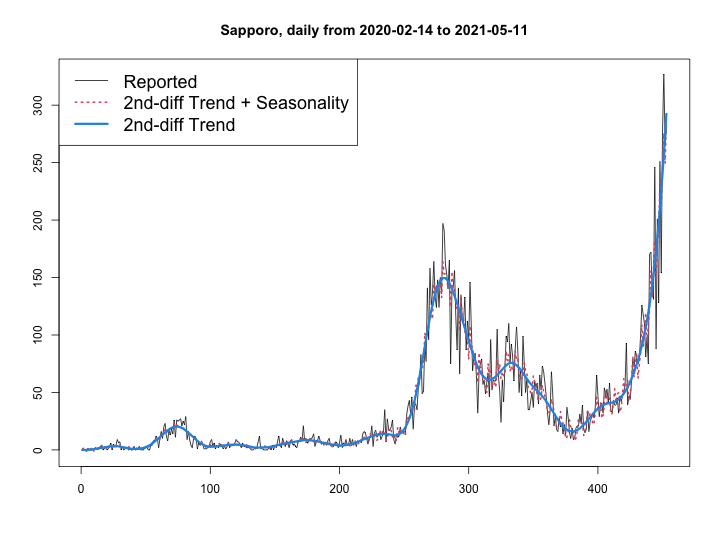 Sapporo, daily from 2020-02-14 to 2021-05-11
Reported
2nd-diff Trend + Seasonality
2nd-diff Trend
300
250
200
150
100
50
0
0 100 200 300 400